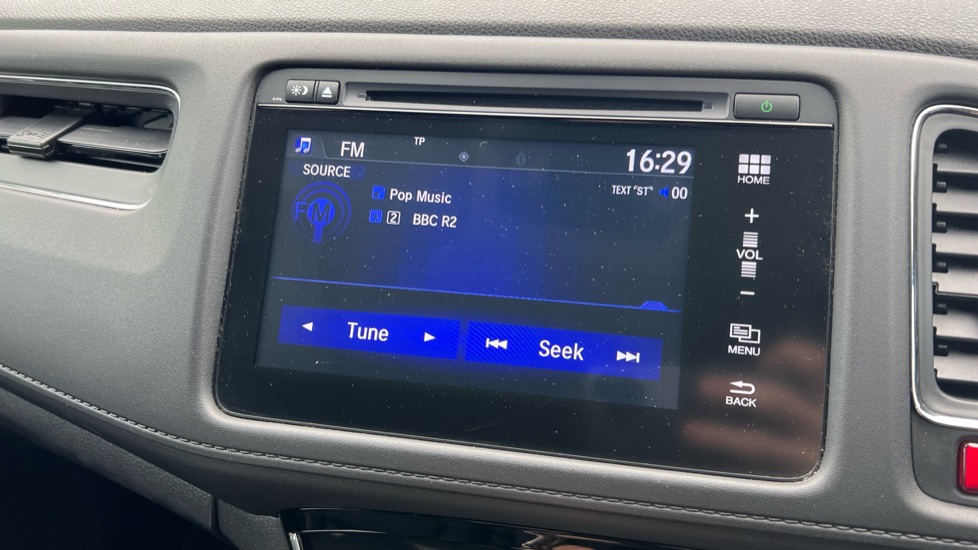 FM
TP
16:29
SOURCE
TEXT "ST" 00
FM
Pop Music
2 BBC R2
Tune
Seek
HOME
+
VOL
−
MENU
BACK